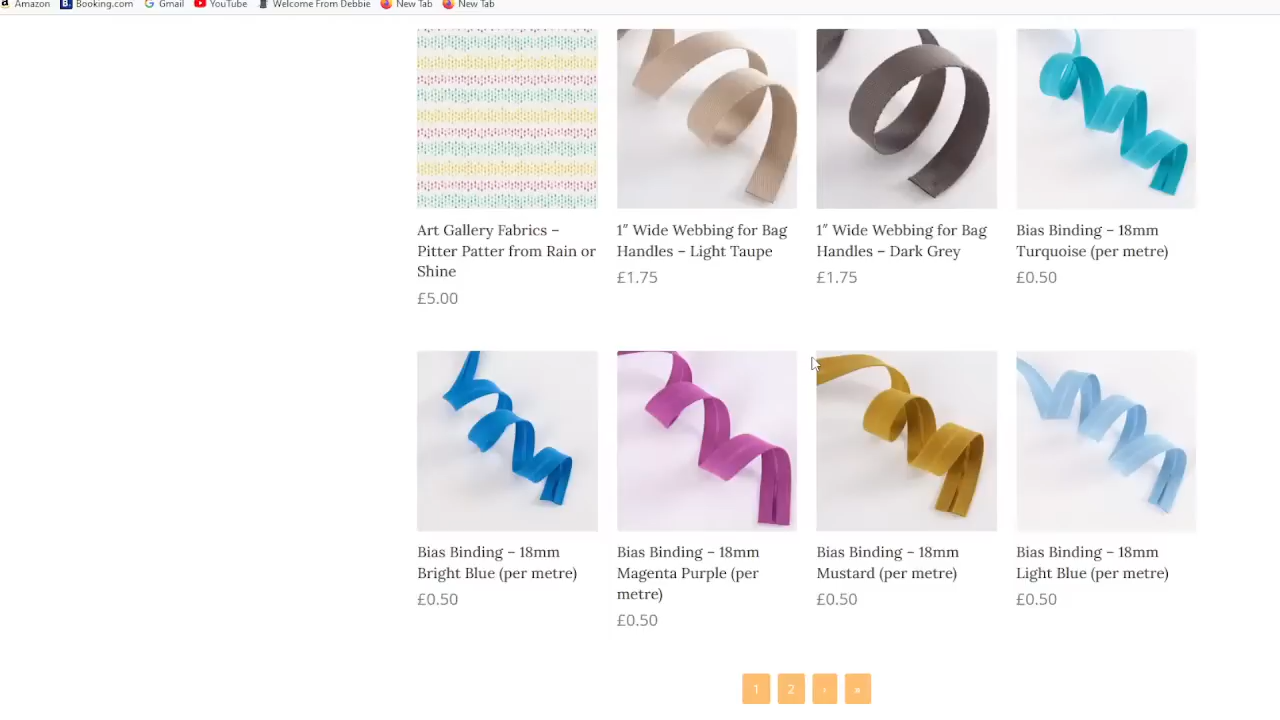 Amazon
Booking.com
Gmail
YouTube
Welcome From Debbie
New Tab
New Tab
Art Gallery Fabrics –
Pitter Patter from Rain or
Shine
£5.00
1″ Wide Webbing for Bag
Handles – Light Taupe
£1.75
1″ Wide Webbing for Bag
Handles – Dark Grey
£1.75
Bias Binding – 18mm
Turquoise (per metre)
£0.50
Bias Binding – 18mm
Bright Blue (per metre)
£0.50
Bias Binding – 18mm
Magenta Purple (per
metre)
£0.50
Bias Binding – 18mm
Mustard (per metre)
£0.50
Bias Binding – 18mm
Light Blue (per metre)
£0.50
1 2 › »